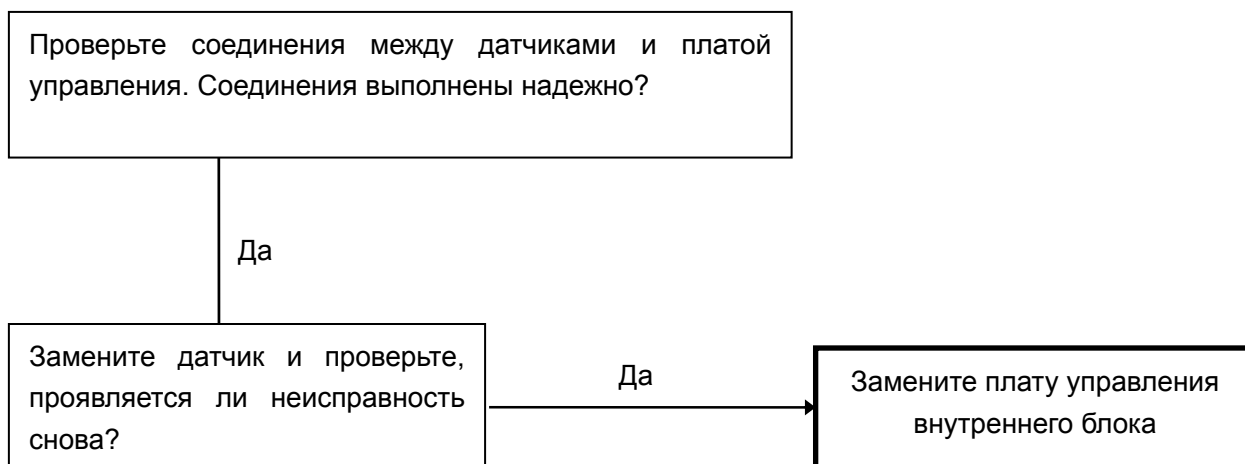 Проверьте соединения между датчиками и платой
управления. Соединения выполнены надежно?
Да
Замените датчик и проверьте,
проявляется ли неисправность
снова?
Да
Замените плату управления
внутреннего блока